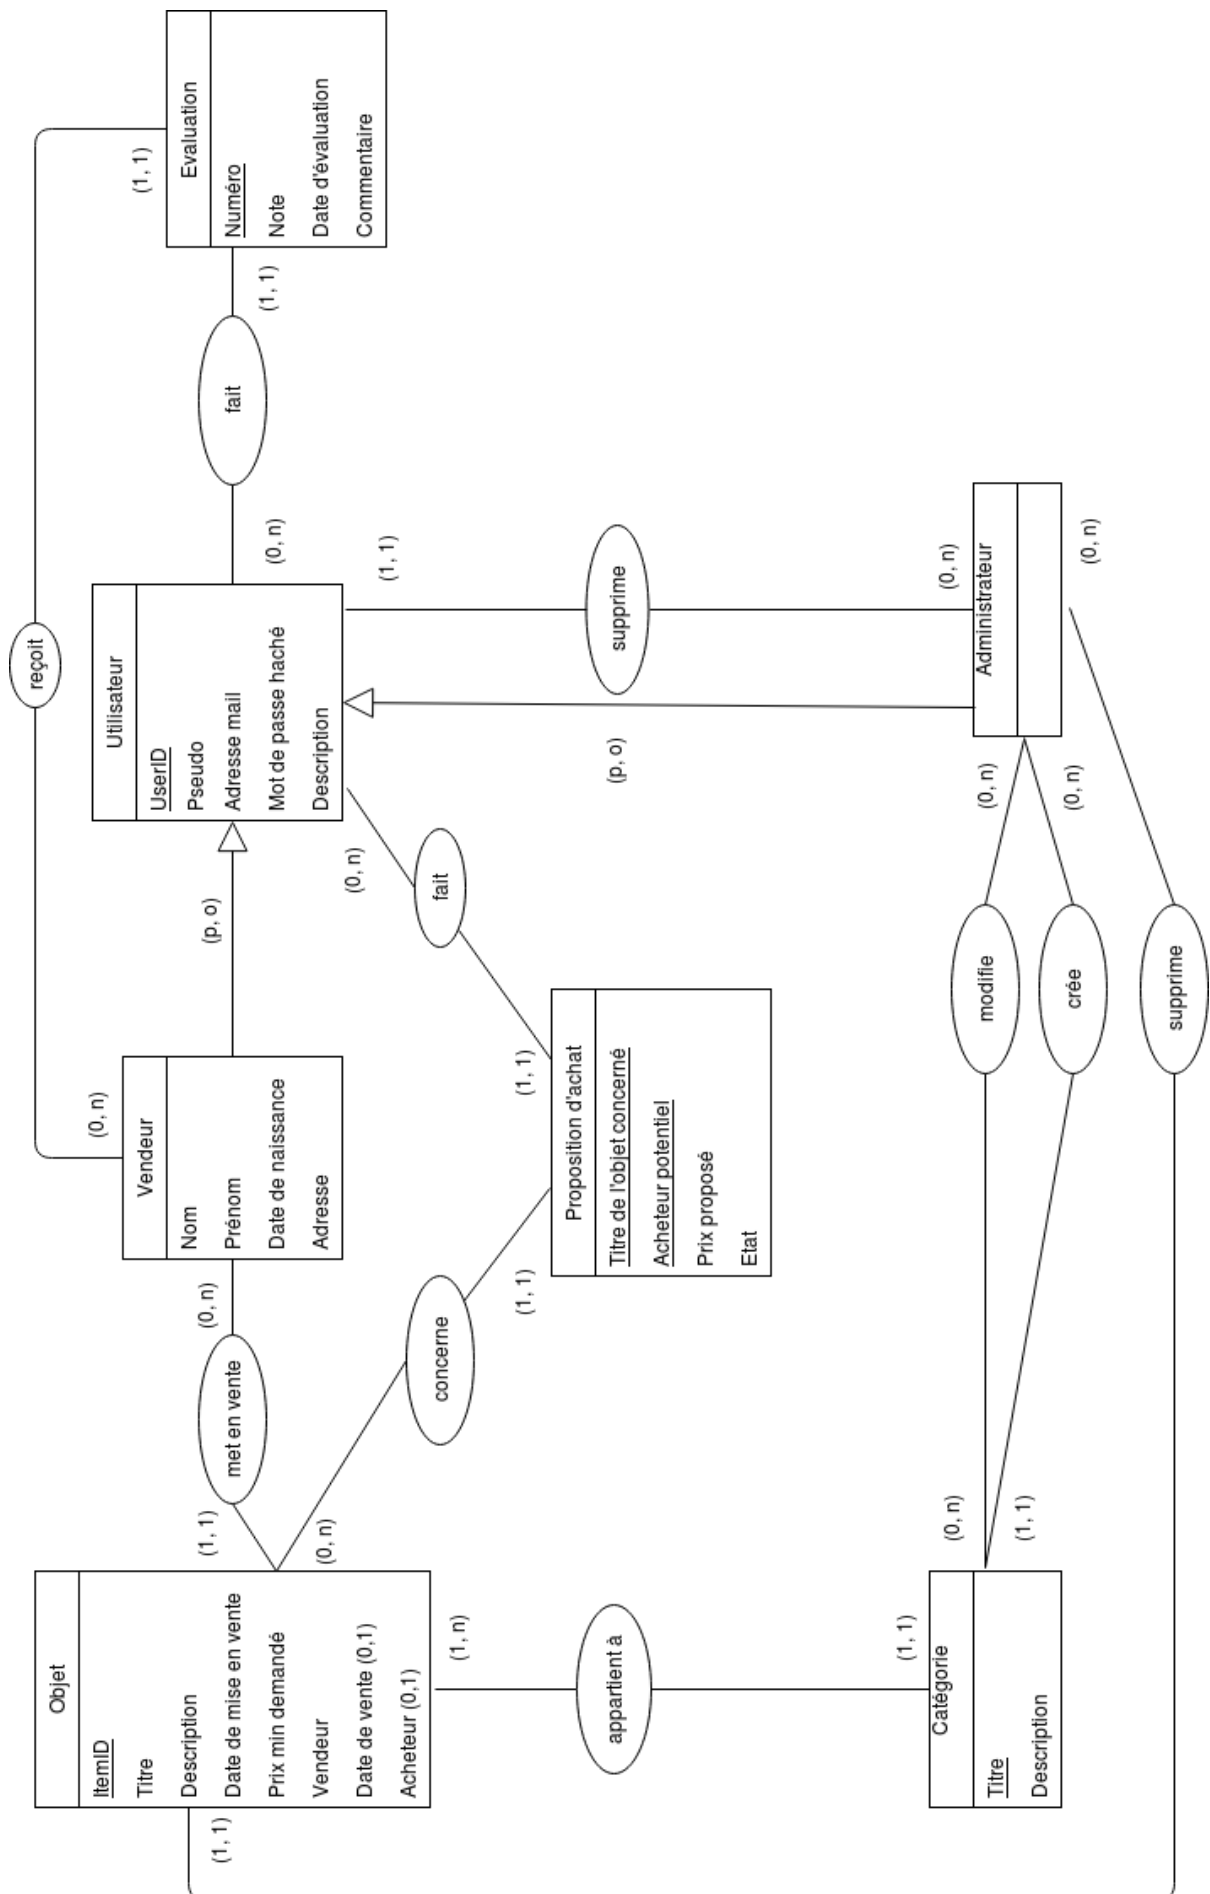 Objet
ItemID
Titre
Description
Date de mise en vente
Prix min demandé
Vendeur
Date de vente (0,1)
Acheteur (0,1)
(1, 1)
(1, 1)
met en vente
(0, n)
(0, n)
concerne
(1, 1)
(1, n)
appartient à
(1, 1)
Vendeur
Nom
Prénom
Date de naissance
Adresse
(0, n)
reçoit
(1, 1)
(p, o)
Utilisateur
UserID
Pseudo
Adresse mail
Mot de passe haché
Description
(0, n)
fait
(1, 1)
Evaluation
Numéro
Note
Date d'évaluation
Commentaire
(0, n)
fait
(1, 1)
Proposition d'achat
Titre de l'objet concerné
Acheteur potentiel
Prix proposé
Etat
(1, 1)
supprime
(0, n)
(p, o)
Catégorie
Titre
Description
(0, n)
modifie
(0, n)
(1, 1)
crée
(0, n)
Administrateur
supprime
(0, n)